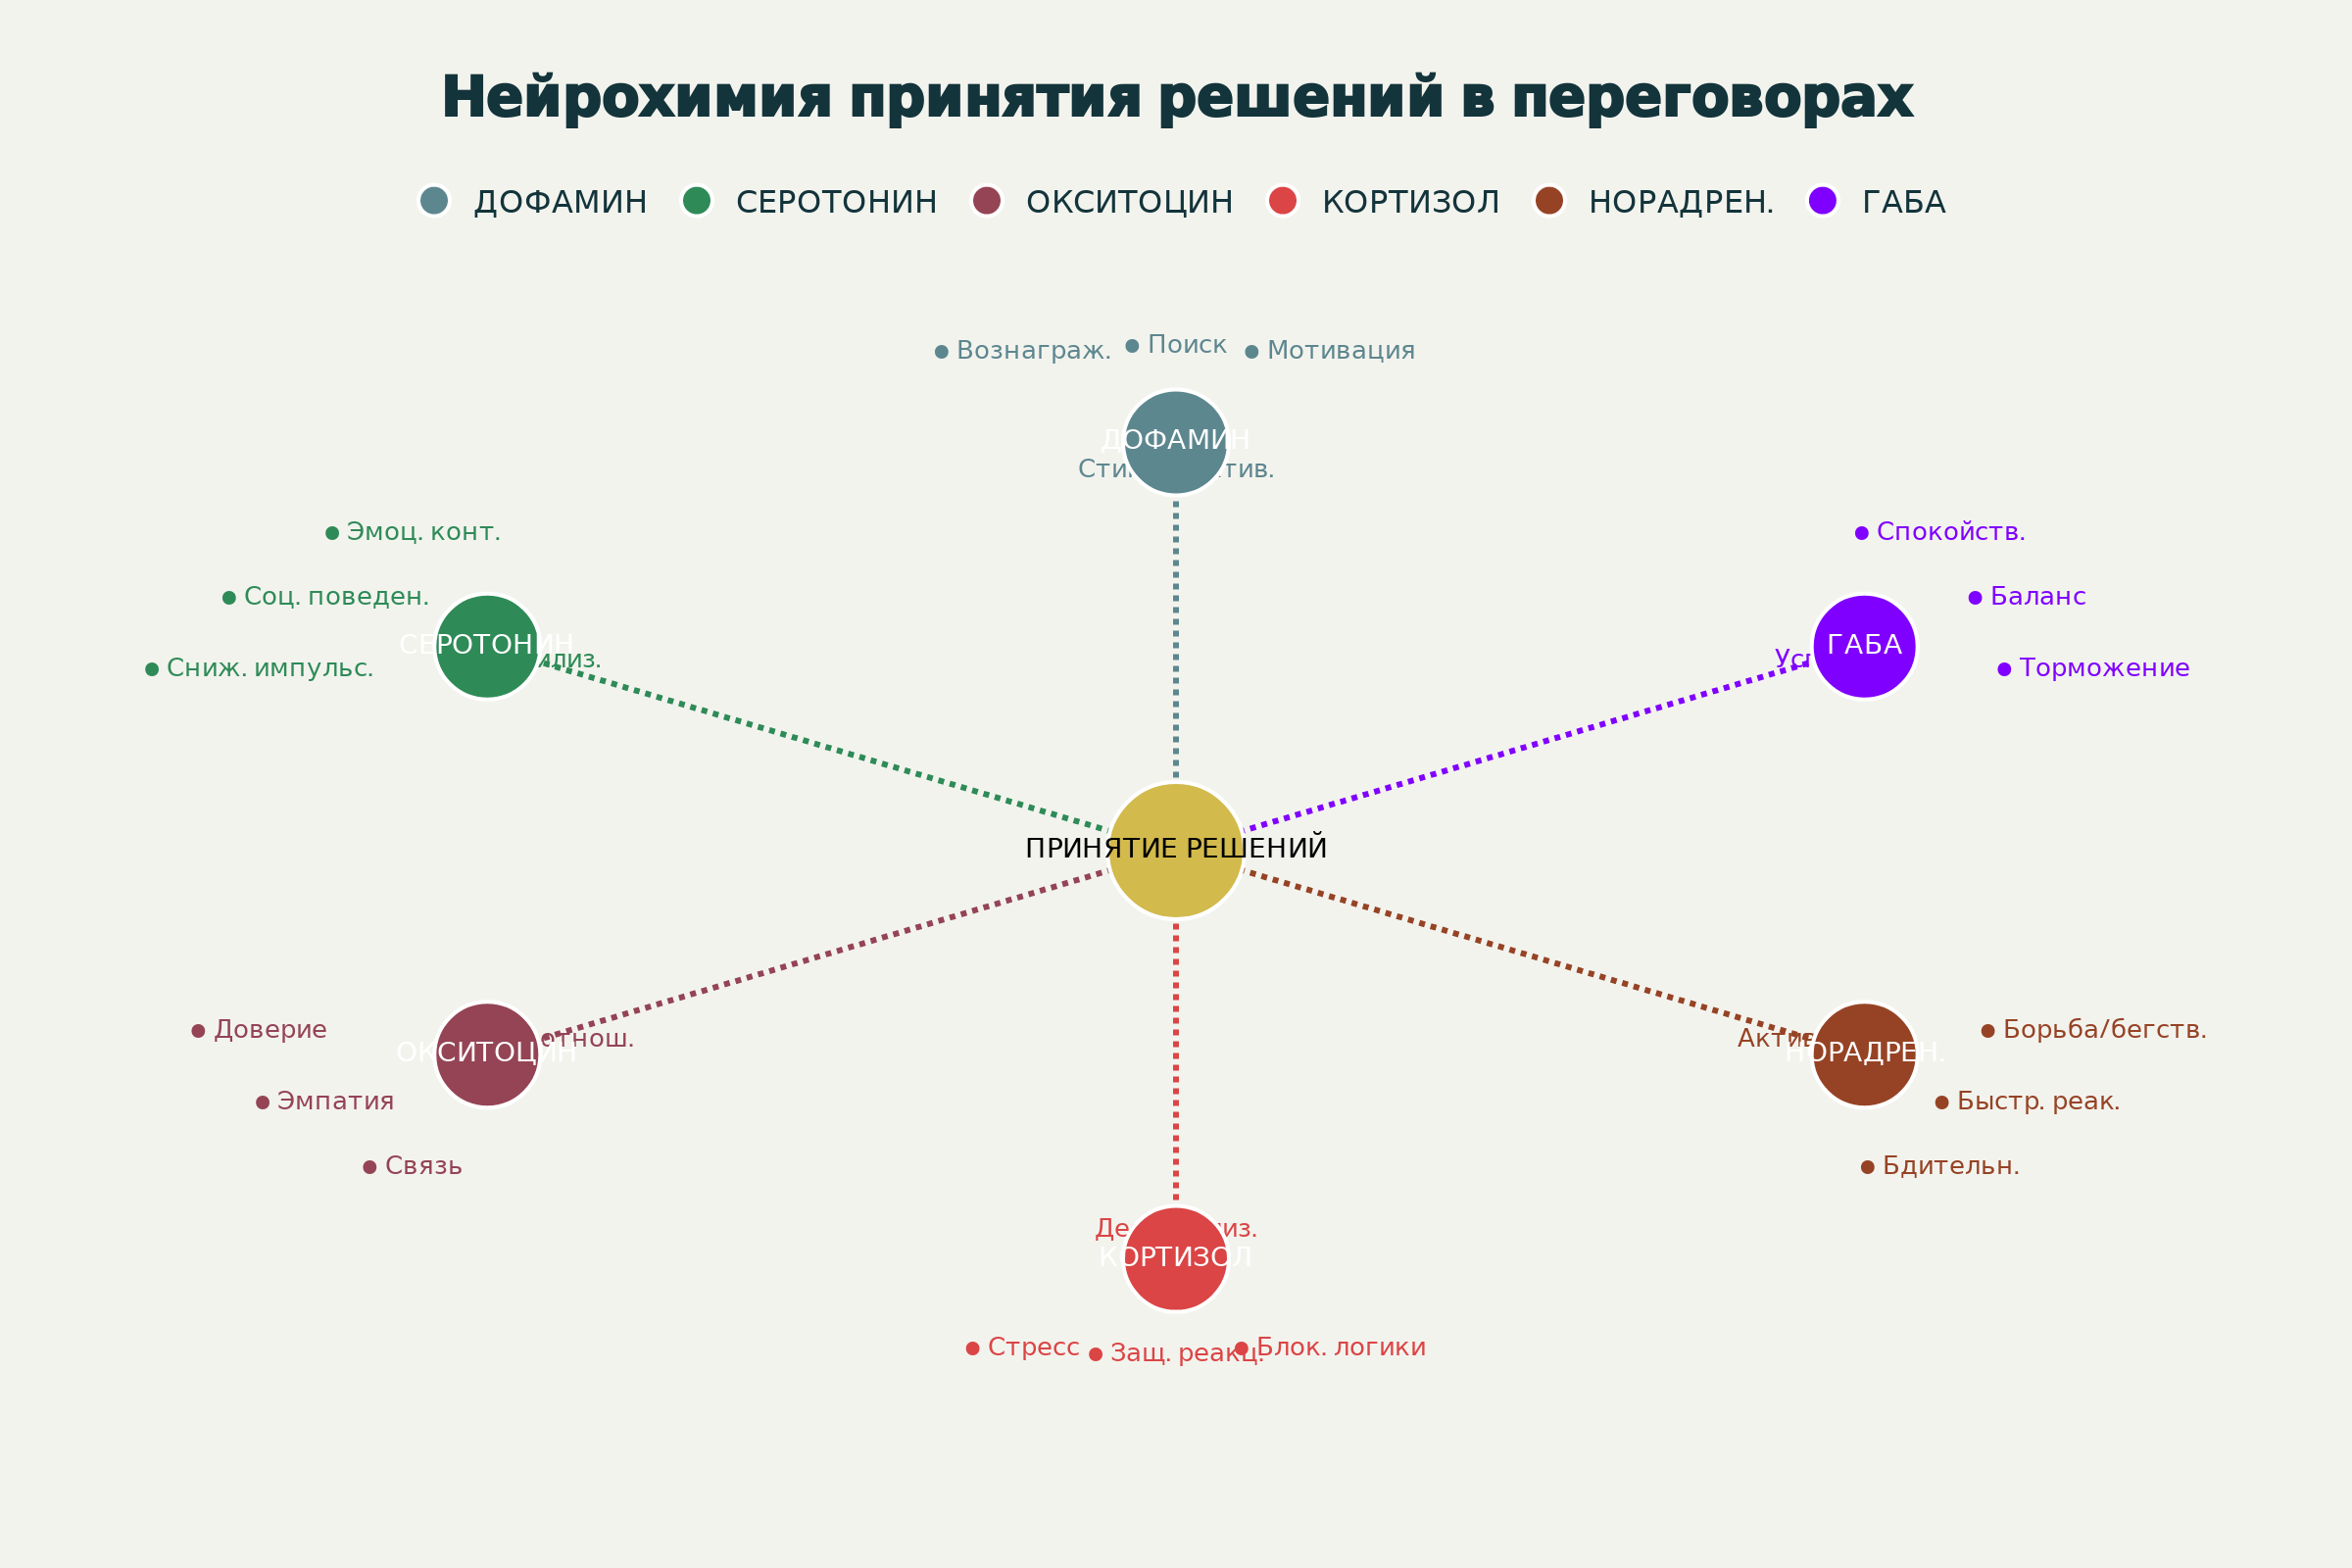 Нейрохимия принятия решений в переговорах
ДОФАМИН СЕРОТОНИН ОКСИТОЦИН КОРТИЗОЛ НОРАДРЕН. ГАБА
● Вознаграж. ● Поиск ● Мотивация
ДОФАМИН
● Эмоц. конт.
● Соц. поведен.
● Сниж. импульс.
СЕРОТОНИН
● Спокойств.
● Баланс
● Торможение
ГАБА
ПРИНЯТИЕ РЕШЕНИЙ
● Доверие
● Эмпатия
● Связь
ОКСИТОЦИН
отнош.
● Борьба/бегств.
● Быстр. реак.
● Бдительн.
НОРАДРЕН.
КОРТИЗОЛ
● Стресс ● Защ. реакц. ● Блок. логики